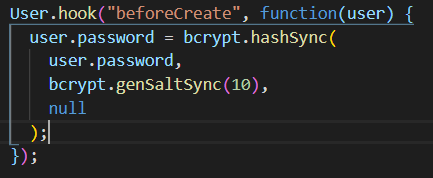 User.hook("beforeCreate", function(user) {
  user.password = bcrypt.hashSync(
    user.password,
    bcrypt.genSaltSync(10),
    null
  );
});